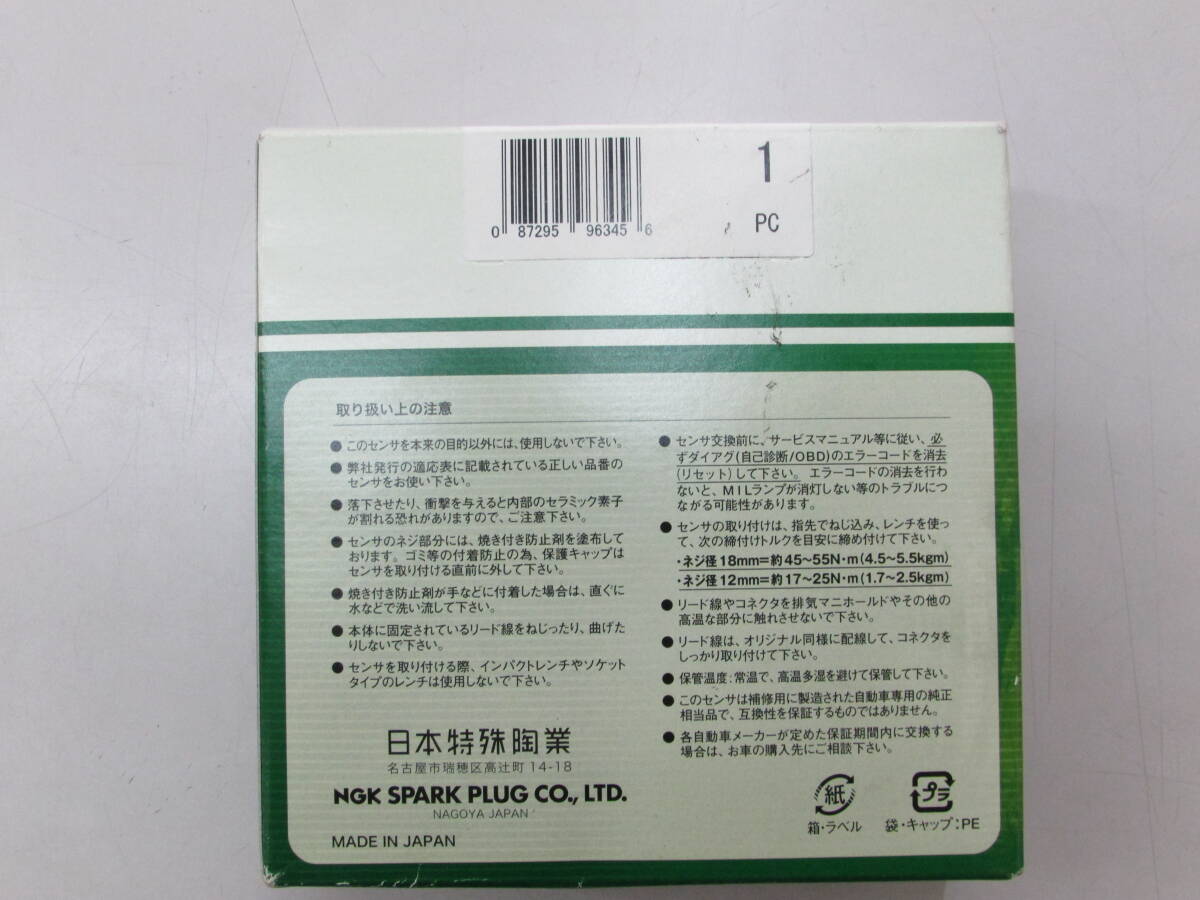 1
PC
0 87295 96345 6
取り扱い上の注意
●このセンサを本来の目的以外には、使用しないで下さい。
●弊社発行の適応表に記載されている正しい品番の
センサをお使い下さい。
●落下させたり、衝撃を与えると内部のセラミック素子
が割れる恐れがありますので、ご注意下さい。
●センサのネジ部分には、焼き付き防止剤を塗布して
おります。ゴミ等の付着防止の為、保護キャップは
センサを取り付ける直前に外して下さい。
●焼き付き防止剤が手などに付着した場合は、直ぐに
水などで洗い流して下さい。
●本体に固定されているリード線をねじったり、曲げた
りしないで下さい。
●センサを取り付ける際、インパクトレンチやソケット
タイプのレンチは使用しないで下さい。
●センサ交換前に、サービスマニュアル等に従い、必
ずダイアグ(自己診断/OBD)のエラーコードを消去
(リセット)して下さい。エラーコードの消去を行わ
ないと、MILランプが消灯しない等のトラブルにつ
ながる可能性があります。
●センサの取り付けは、指先でねじ込み、レンチを使っ
て、次の締付けトルクを目安に締め付けて下さい。
・ネジ径18mm=約45~55N・m(4.5~5.5kgm)
・ネジ径12mm=約17~25N・m(1.7~2.5kgm)
●リード線やコネクタを排気マニホールドやその他の
高温な部分に触れさせないで下さい。
●リード線は、オリジナル同様に配線して、コネクタを
しっかり取り付けて下さい。
●保管温度:常温で、高温多湿を避けて保管して下さい。
●このセンサは補修用に製造された自動車専用の純正
相当品で、互換性を保証するものではありません。
●各自動車メーカーが定めた保証期間内に交換する
場合は、お車の購入先にご相談下さい。
日本特殊陶業
名古屋市瑞穂区高辻町14-18
NGK SPARK PLUG CO., LTD.
NAGOYA JAPAN
MADE IN JAPAN
紙
箱・ラベル
プラ
袋・キャップ:PE